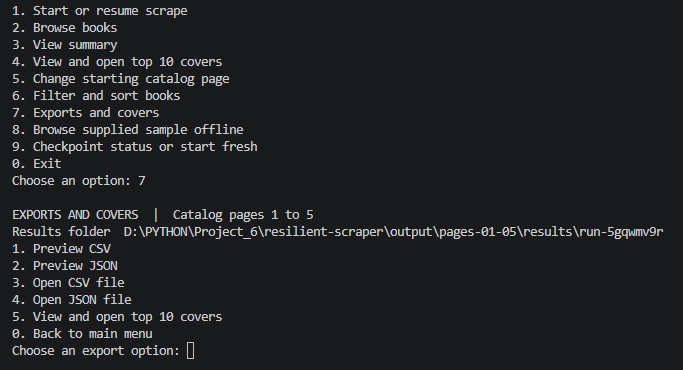 1. Start or resume scrape
2. Browse books
3. View summary
4. View and open top 10 covers
5. Change starting catalog page
6. Filter and sort books
7. Exports and covers
8. Browse supplied sample offline
9. Checkpoint status or start fresh
0. Exit
Choose an option: 7
EXPORTS AND COVERS | Catalog pages 1 to 5
Results folder D:\PYTHON\Project_6\resilient-scraper\output\pages-01-05\results\run-5gqwmv9r
1. Preview CSV
2. Preview JSON
3. Open CSV file
4. Open JSON file
5. View and open top 10 covers
0. Back to main menu
Choose an export option: